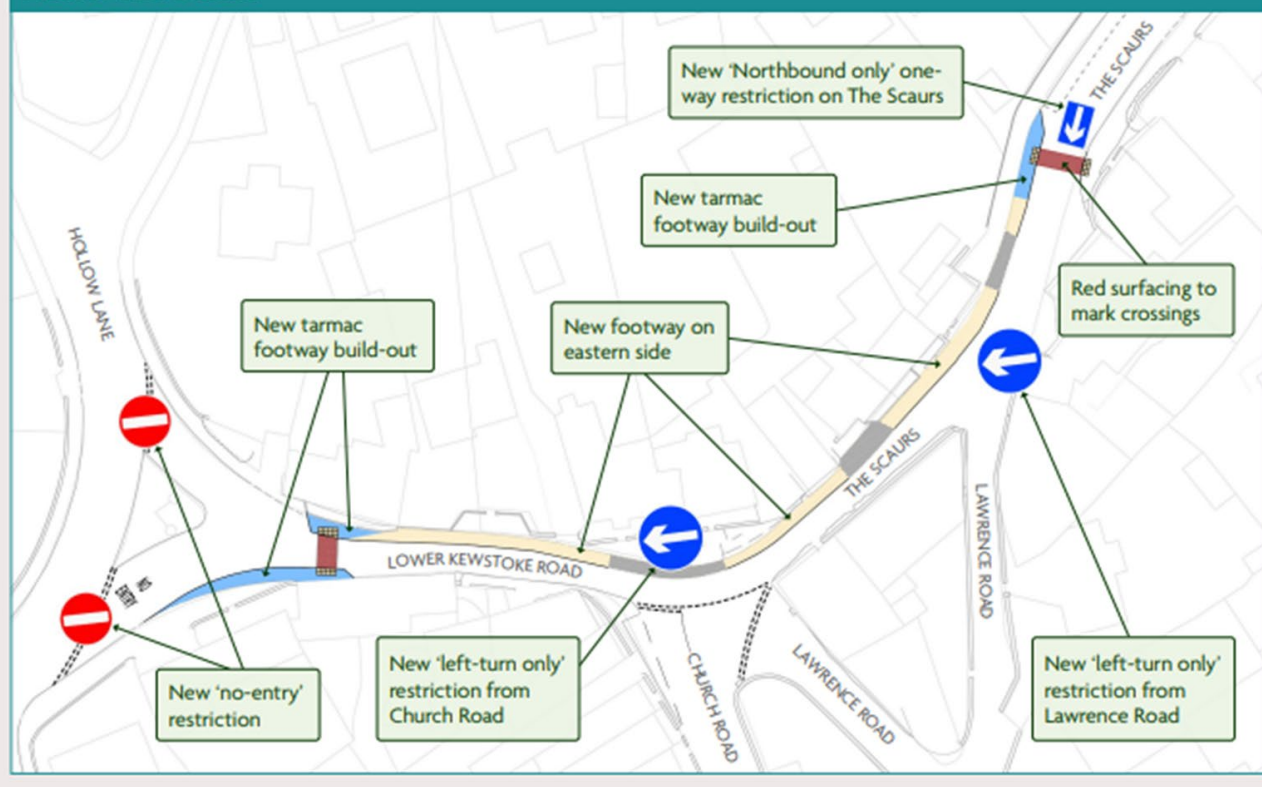 New ‘Northbound only’ one-
way restriction on The Scaurs
THE SCAURS
New tarmac
footway build-out
Red surfacing to
mark crossings
HOLLOW LANE
New tarmac
footway build-out
New footway on
eastern side
THE SCAURS
LOWER KEWSTOKE ROAD
LAWRENCE ROAD
NO
ENTRY
New ‘no-entry’
restriction
New ‘left-turn only’
restriction from
Church Road
CHURCH ROAD
LAWRENCE ROAD
New ‘left-turn only’
restriction from
Lawrence Road